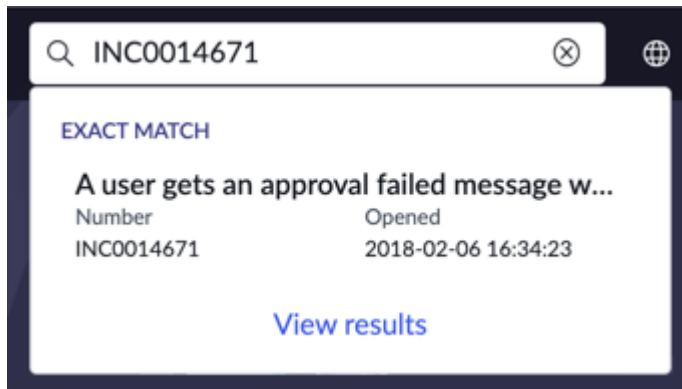 INC0014671
EXACT MATCH
A user gets an approval failed message w...
Number Opened
INC0014671 2018-02-06 16:34:23
View results